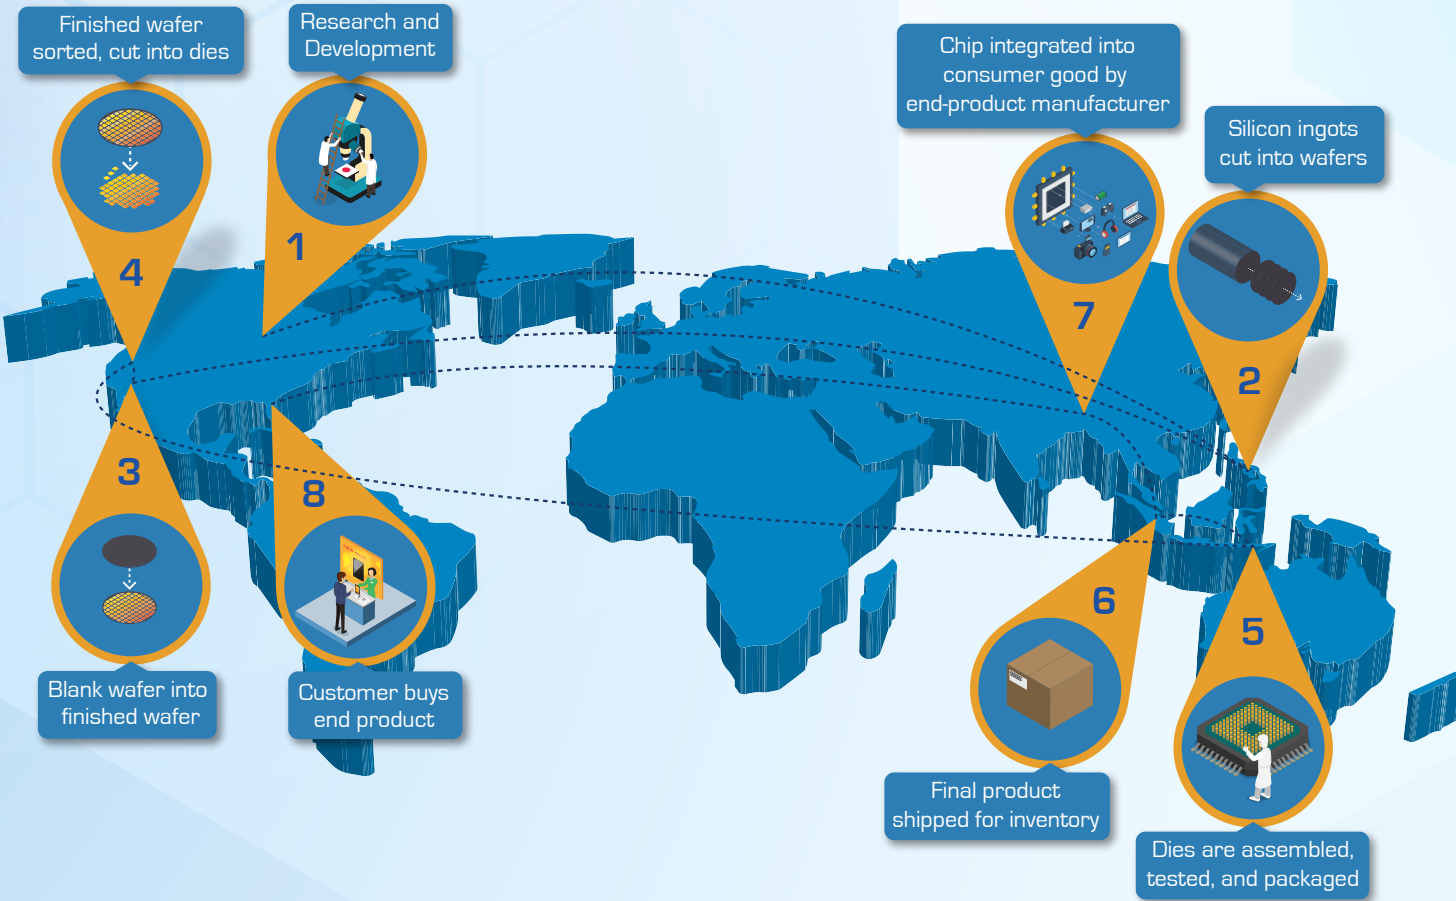 Finished wafer
sorted, cut into dies
4
Research and
Development
1
Chip integrated into
consumer good by
end-product manufacturer
7
Silicon ingots
cut into wafers
2
3
Blank wafer into
finished wafer
8
Customer buys
end product
6
Final product
shipped for inventory
5
Dies are assembled,
tested, and packaged